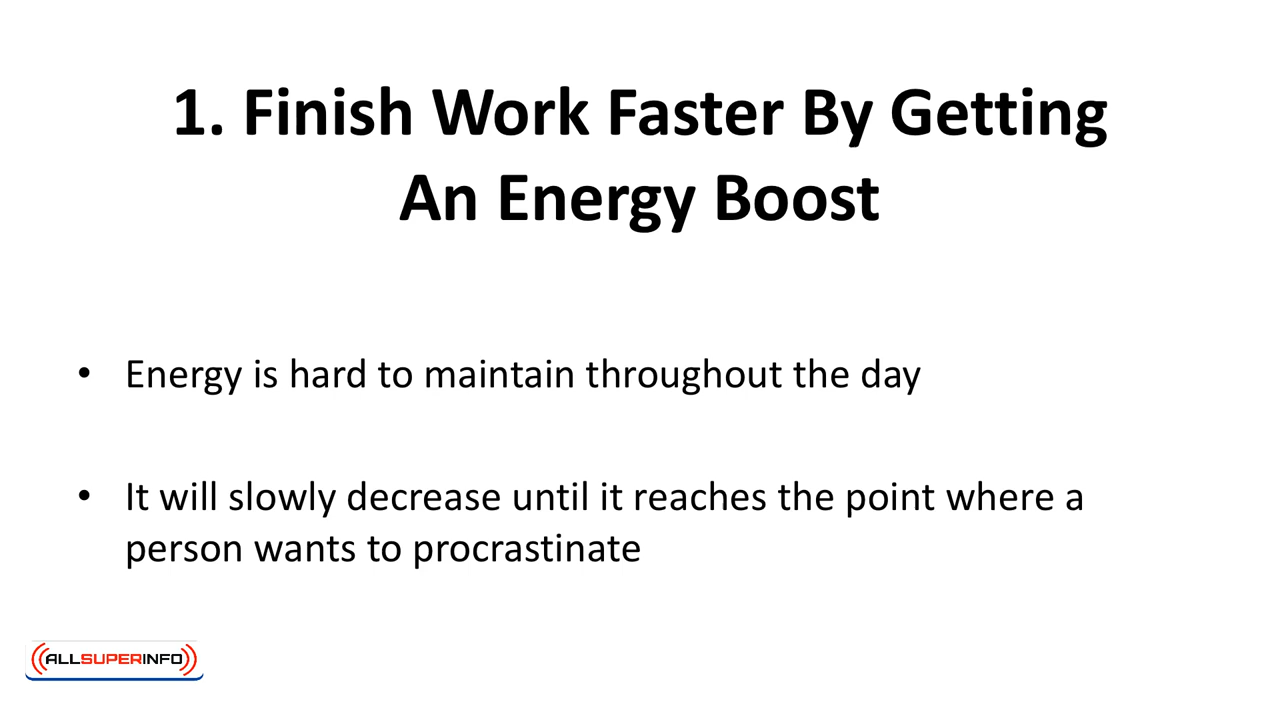 1. Finish Work Faster By Getting
An Energy Boost
• Energy is hard to maintain throughout the day
• It will slowly decrease until it reaches the point where a
person wants to procrastinate
ALLSUPERINFO